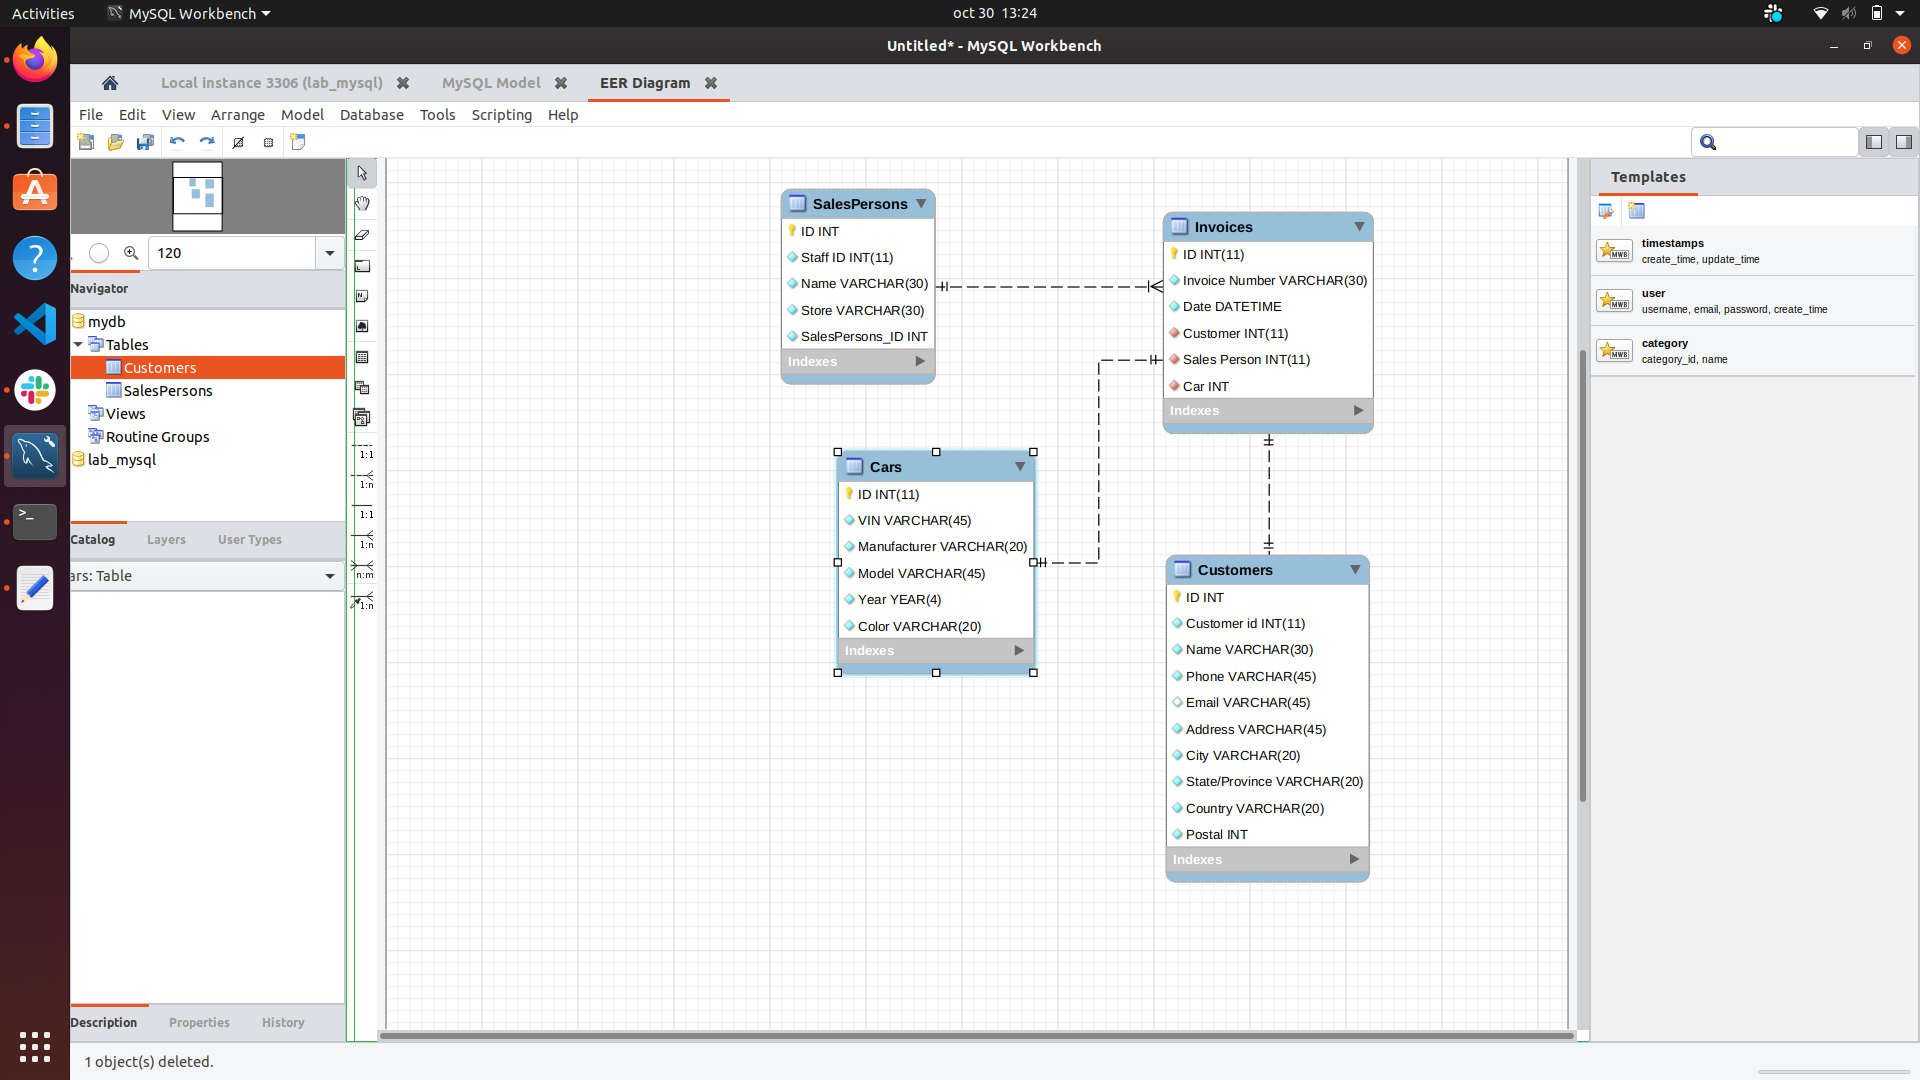 Activities MySQL Workbench oct 30 13:24
Untitled* - MySQL Workbench
Local instance 3306 (lab_mysql) MySQL Model EER Diagram
File Edit View Arrange Model Database Tools Scripting Help
120
Navigator
mydb
Tables
Customers
SalesPersons
Views
Routine Groups
lab_mysql
Catalog Layers User Types
ars: Table
Description Properties History
1 object(s) deleted.
1:1
1:n
1:1
1:n
n:m
1:n
SalesPersons
ID INT
Staff ID INT(11)
Name VARCHAR(30)
Store VARCHAR(30)
SalesPersons_ID INT
Indexes
Invoices
ID INT(11)
Invoice Number VARCHAR(30)
Date DATETIME
Customer INT(11)
Sales Person INT(11)
Car INT
Indexes
Cars
ID INT(11)
VIN VARCHAR(45)
Manufacturer VARCHAR(20)
Model VARCHAR(45)
Year YEAR(4)
Color VARCHAR(20)
Indexes
Customers
ID INT
Customer id INT(11)
Name VARCHAR(30)
Phone VARCHAR(45)
Email VARCHAR(45)
Address VARCHAR(45)
City VARCHAR(20)
State/Province VARCHAR(20)
Country VARCHAR(20)
Postal INT
Indexes
Templates
MWB
timestamps
create_time, update_time
MWB
user
username, email, password, create_time
MWB
category
category_id, name